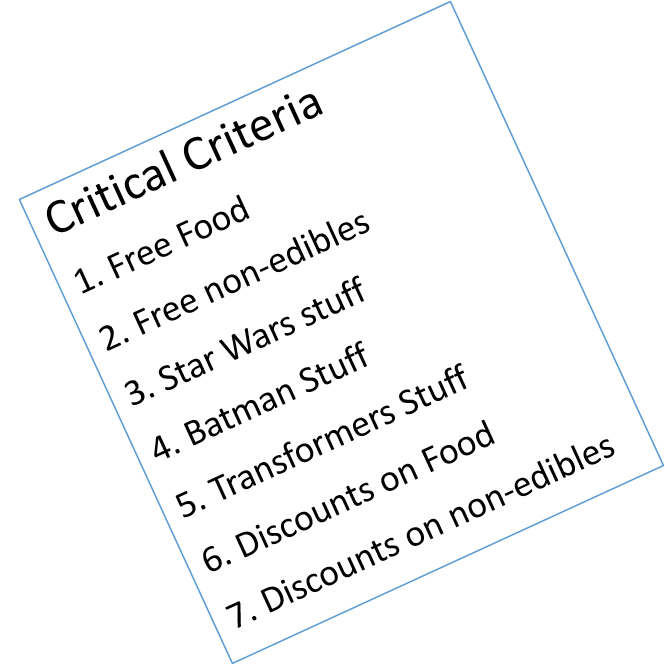 Critical Criteria
1. Free Food
2. Free non-edibles
3. Star Wars stuff
4. Batman Stuff
5. Transformers Stuff
6. Discounts on Food
7. Discounts on non-edibles